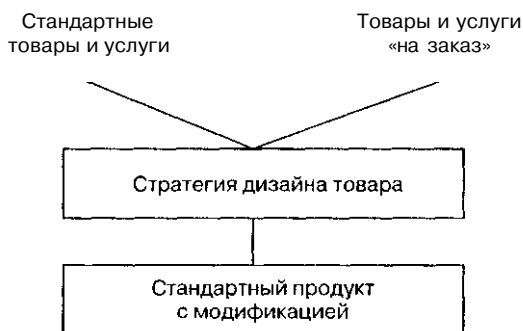 Стандартные
товары и услуги
Товары и услуги
«на заказ»
Стратегия дизайна товара
Стандартный продукт
с модификацией